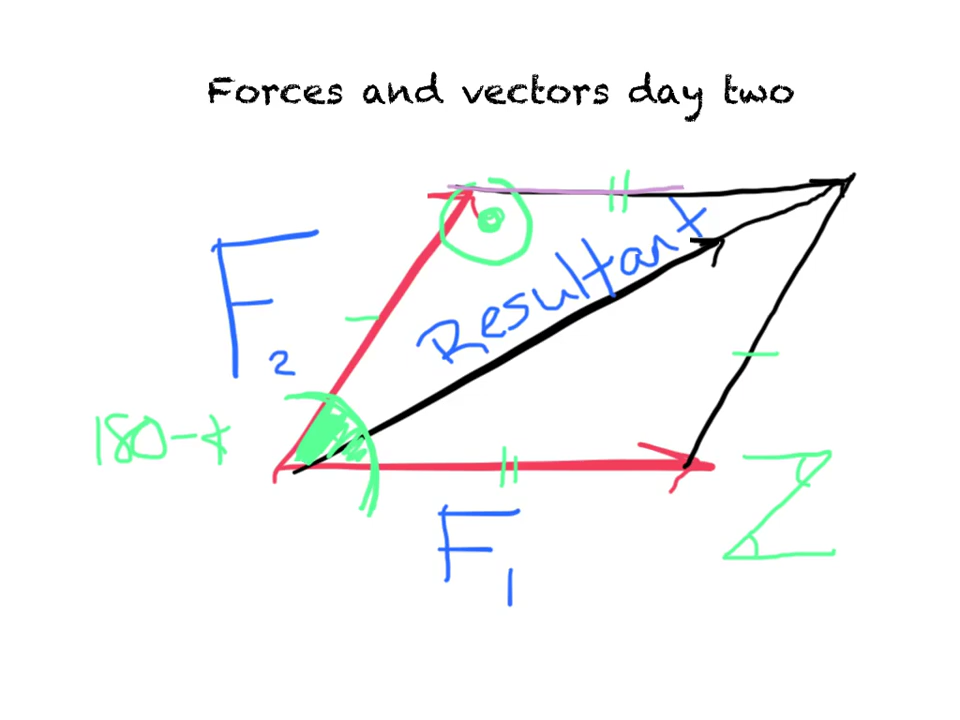 Forces and vectors day two
Resultant
F2
180-∡
F1
Z